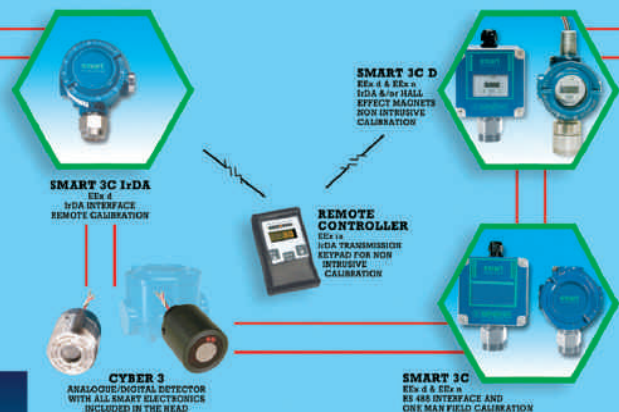 SMART 3C D
EEx d & EEx n
IrDA &/or HALL
EFFECT MAGNETS
NON INTRUSIVE
CALIBRATION
SMART 3C IrDA
EEx d
IrDA INTERFACE
REMOTE CALIBRATION
REMOTE
CONTROLLER
EEx ia
IrDA TRANSMISSION
KEYPAD FOR NON
INTRUSIVE
CALIBRATION
CYBER 3
ANALOGUE/DIGITAL DETECTOR
WITH ALL SMART ELECTRONICS
INCLUDED IN THE HEAD
SMART 3C
EEx d & EEx n
RS 485 INTERFACE AND
ONE MAN FIELD CALIBRATION